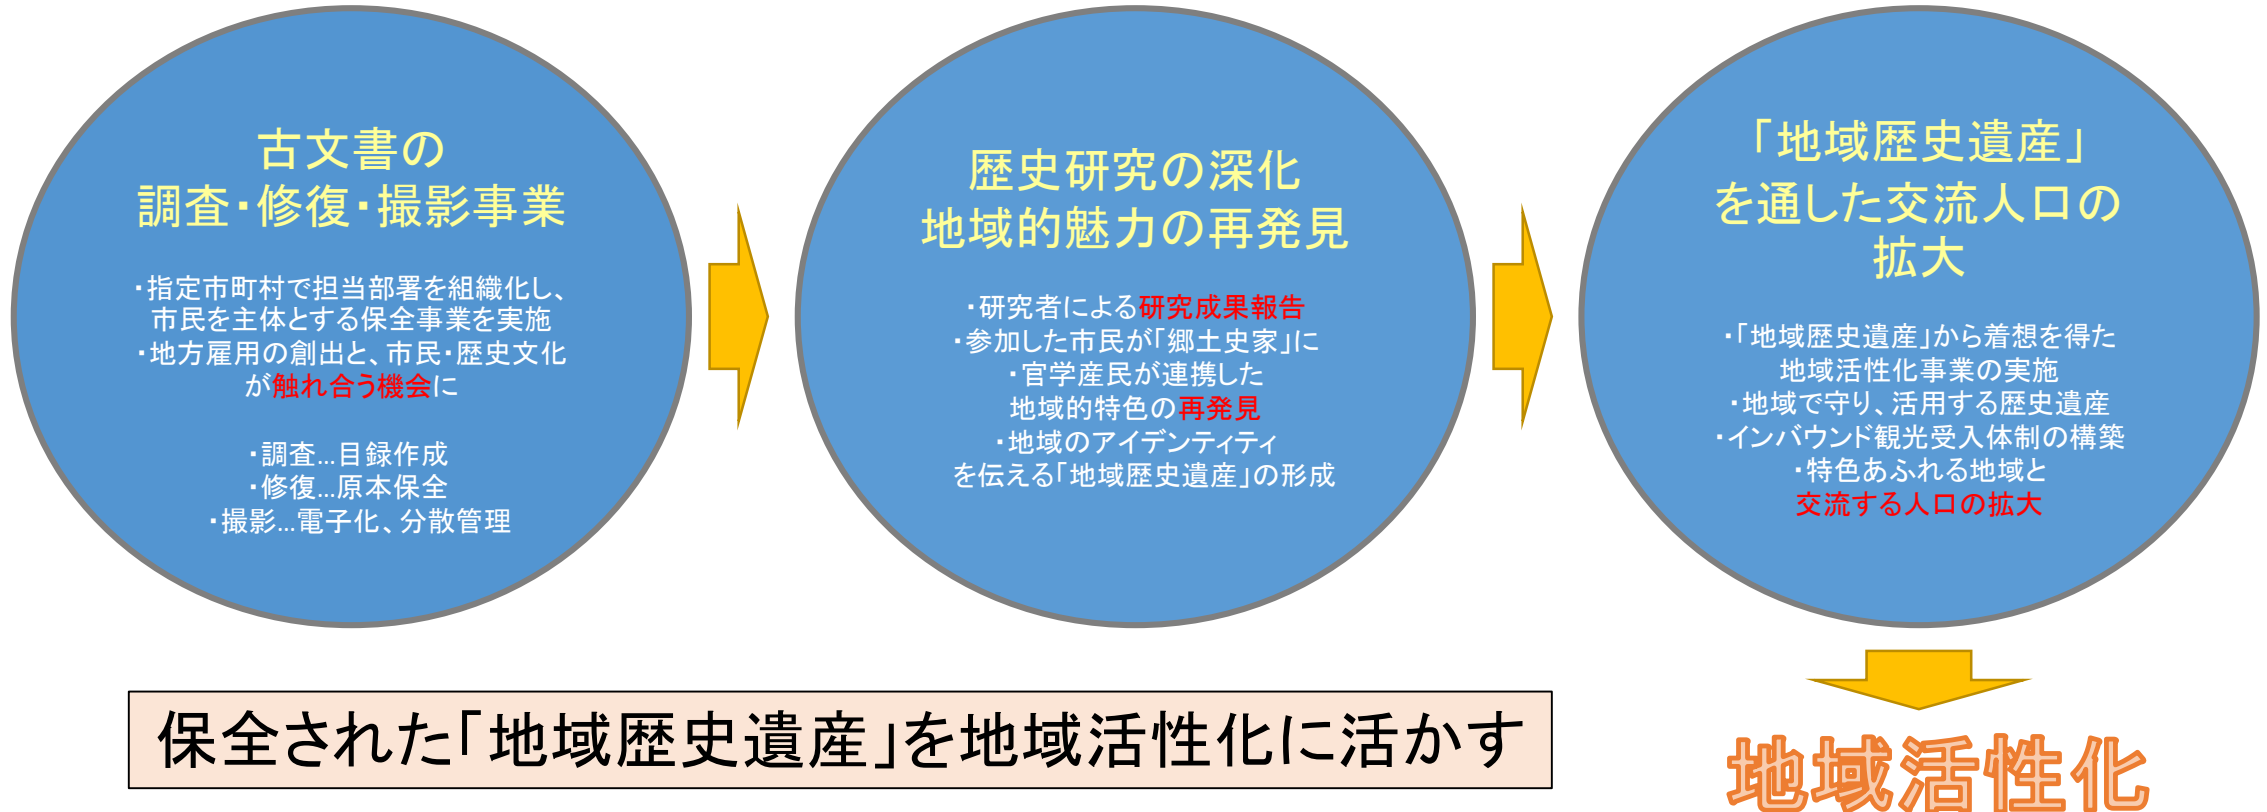 古文書の
調査・修復・撮影事業
・指定市町村で担当部署を組織化し、
市民を主体とする保全事業を実施
・地方雇用の創出と、市民・歴史文化
が触れ合う機会に
・調査…目録作成
・修復…原本保全
・撮影…電子化、分散管理
歴史研究の深化
地域的魅力の再発見
・研究者による研究成果報告
・参加した市民が「郷土史家」に
・官学産民が連携した
地域的特色の再発見
・地域のアイデンティティ
を伝える「地域歴史遺産」の形成
「地域歴史遺産」
を通した交流人口の
拡大
・「地域歴史遺産」から着想を得た
地域活性化事業の実施
・地域で守り、活用する歴史遺産
・インバウンド観光受入体制の構築
・特色あふれる地域と
交流する人口の拡大
保全された「地域歴史遺産」を地域活性化に活かす
地域活性化